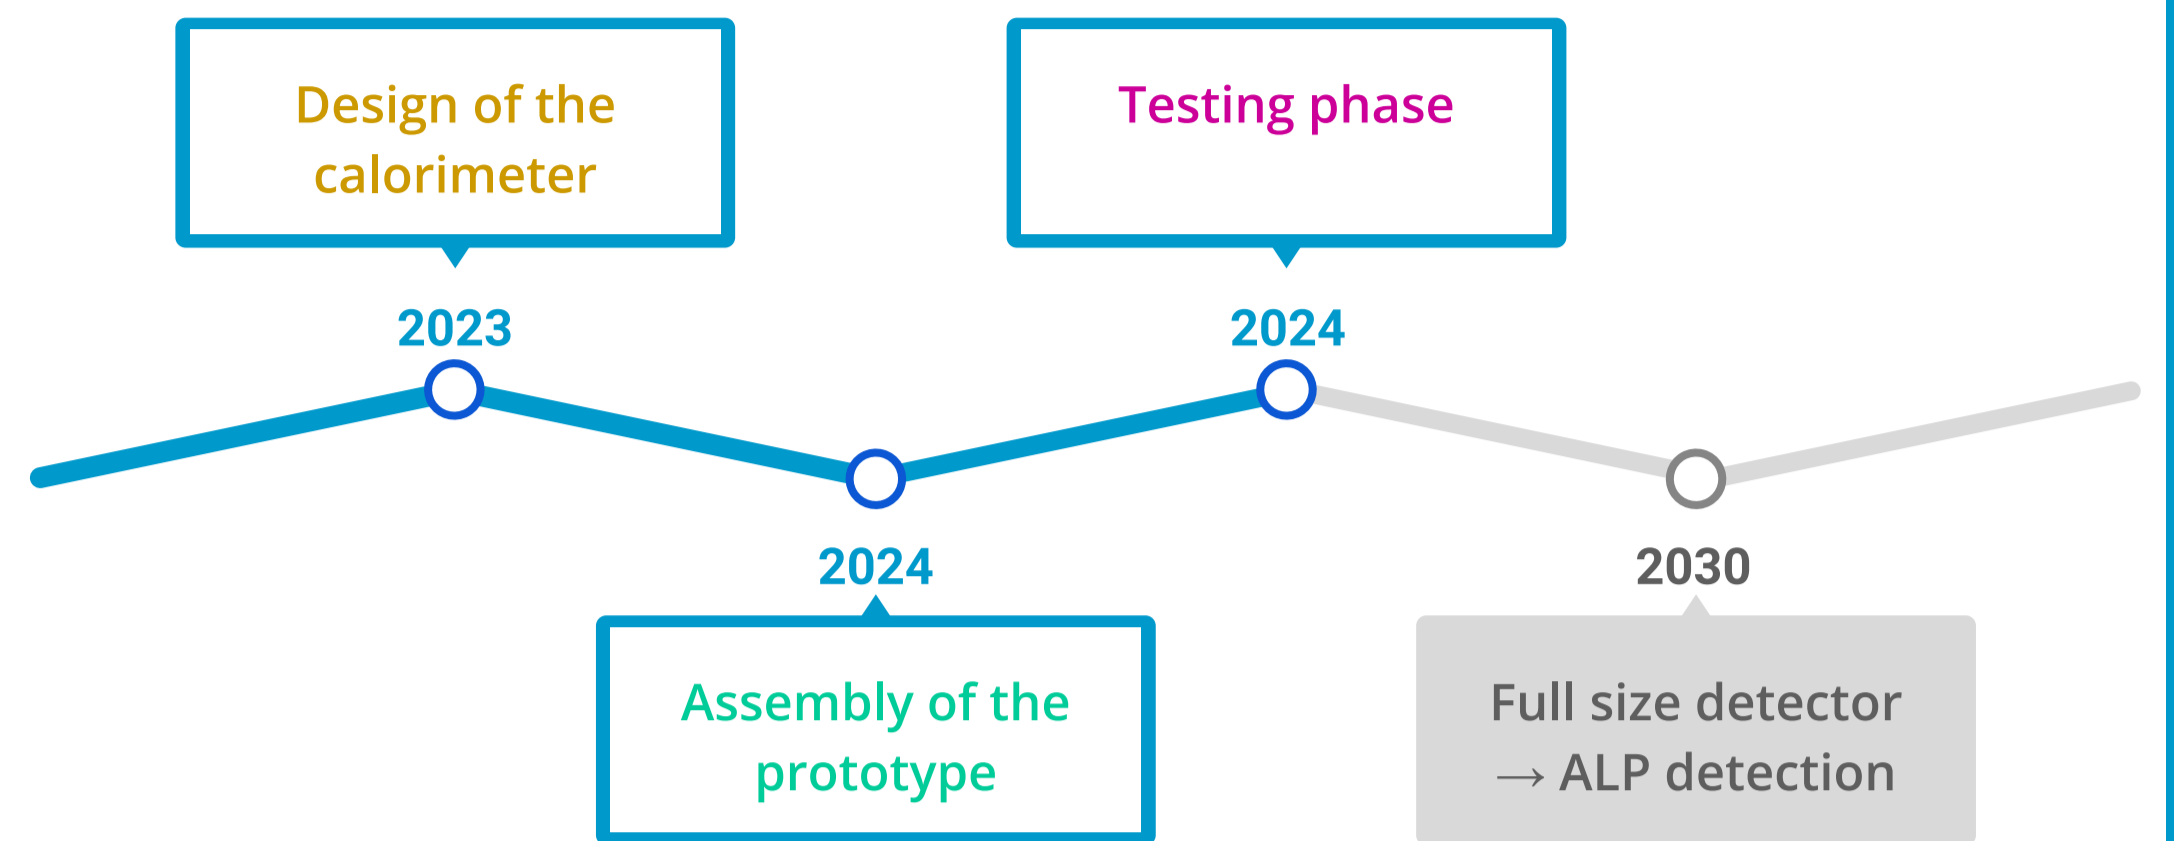 Design of the
calorimeter
2023
2024
Assembly of the
prototype
Testing phase
2024
2030
Full size detector
→ ALP detection